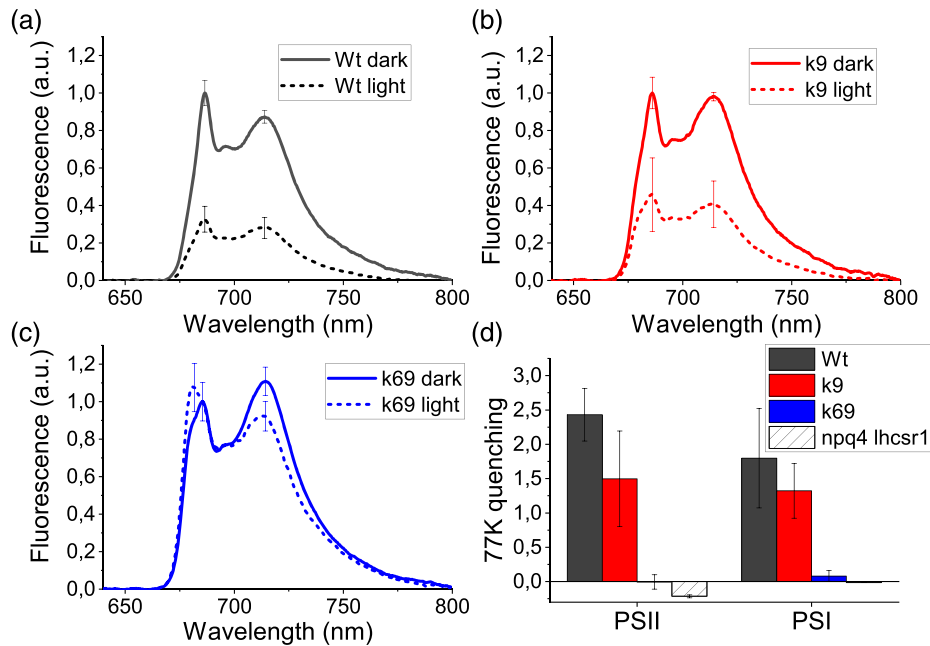 (a)
Fluorescence (a.u.)
1,2
1,0
0,8
0,6
0,4
0,2
0,0
Wt dark
Wt light
650 700 750 800
Wavelength (nm)
(b)
Fluorescence (a.u.)
1,2
1,0
0,8
0,6
0,4
0,2
0,0
k9 dark
k9 light
650 700 750 800
Wavelength (nm)
(c)
Fluorescence (a.u.)
1,2
1,0
0,8
0,6
0,4
0,2
0,0
k69 dark
k69 light
650 700 750 800
Wavelength (nm)
(d)
77K quenching
3,0
2,5
2,0
1,5
1,0
0,5
0,0
Wt
k9
k69
npq4 lhcsr1
PSII PSI